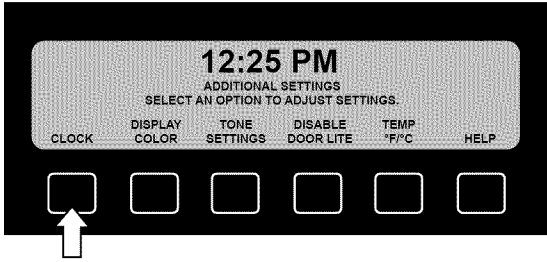 12:25 PM
ADDITIONAL SETTINGS
SELECT AN OPTION TO ADJUST SETTINGS.
CLOCK
DISPLAY
COLOR
TONE
SETTINGS
DISABLE
DOOR LITE
TEMP
°F/°C
HELP